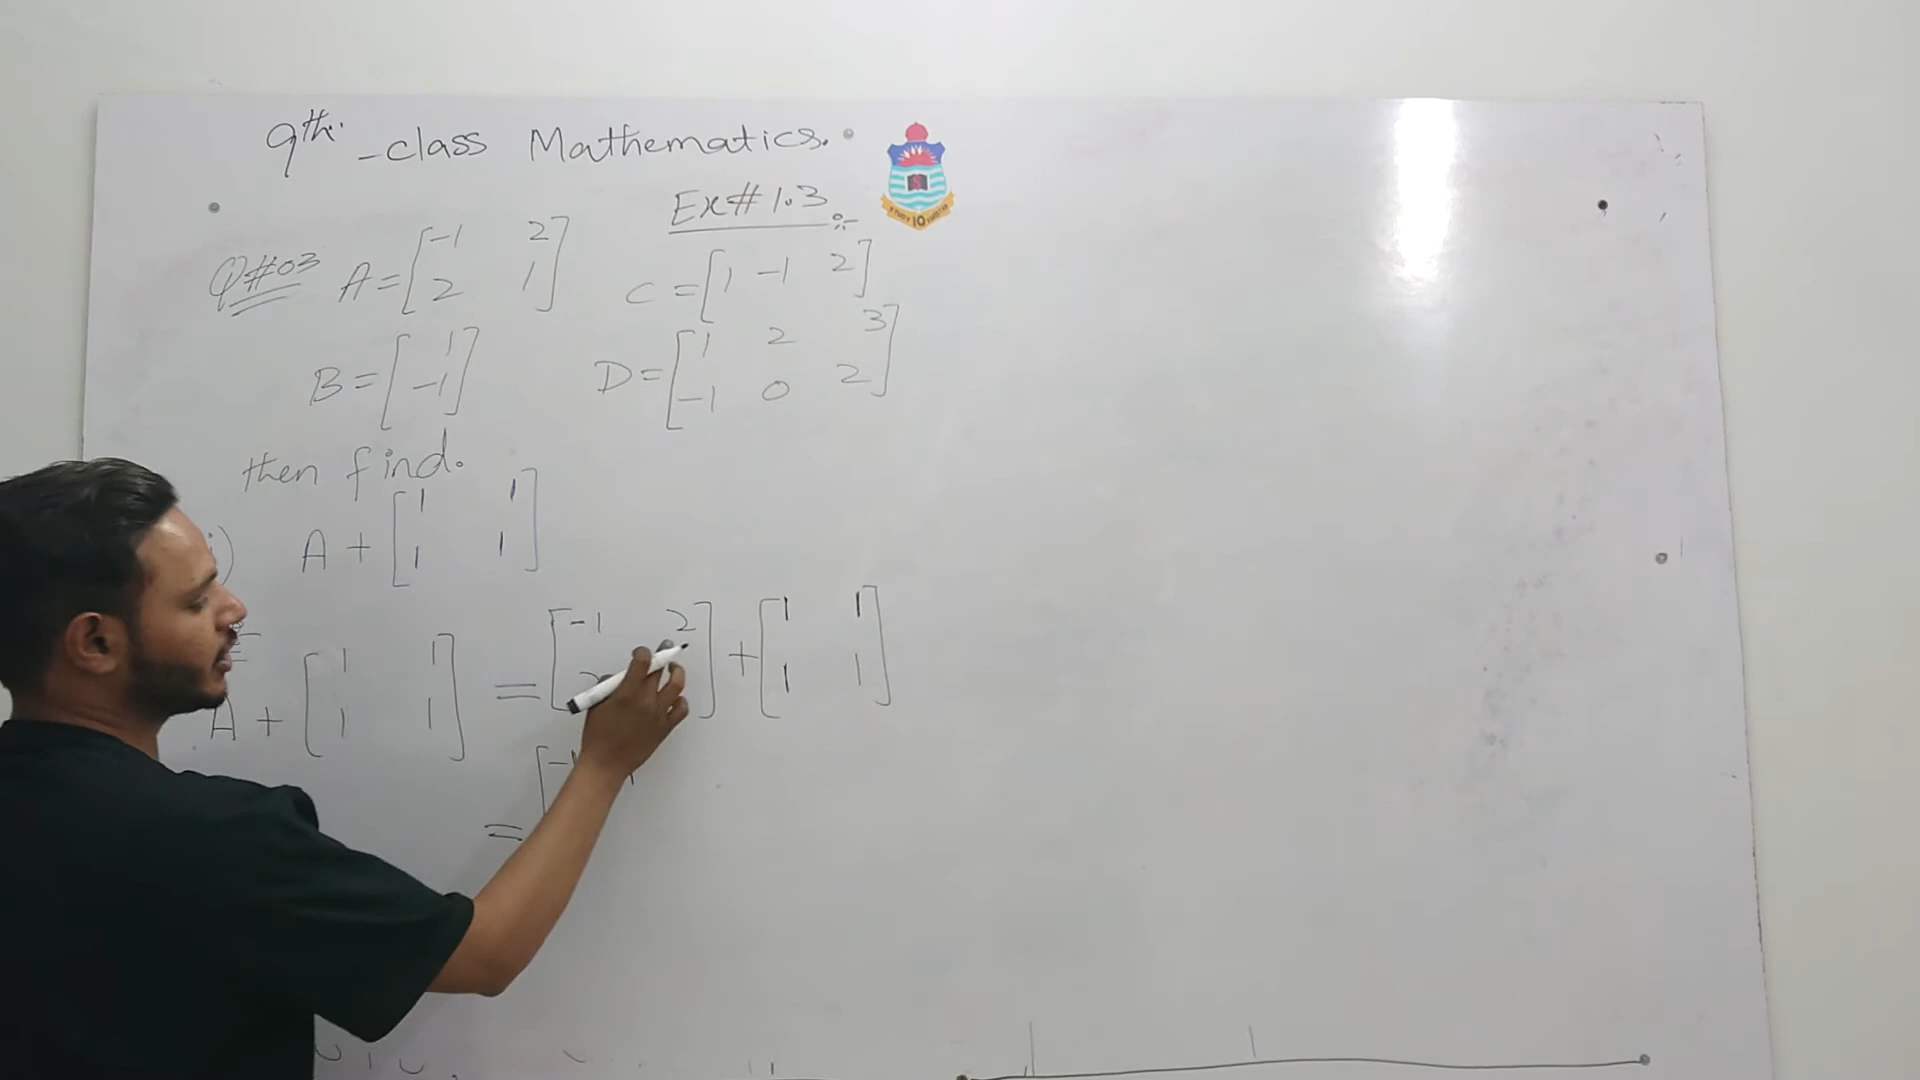 9th. -class Mathematics.
Ex# 1.3 :-
Q#03 A = [ -1 2
2 1 ]
C = [ 1 -1 2 ]
B = [ 1
-1 ]
D = [ 1 2 3
-1 0 2 ]
then find.
i) A + [ 1 1
1 1 ]
A + [ 1 1
1 1 ] = [ -1 2
2 ] + [ 1 1
1 1 ]
= [ -1
10